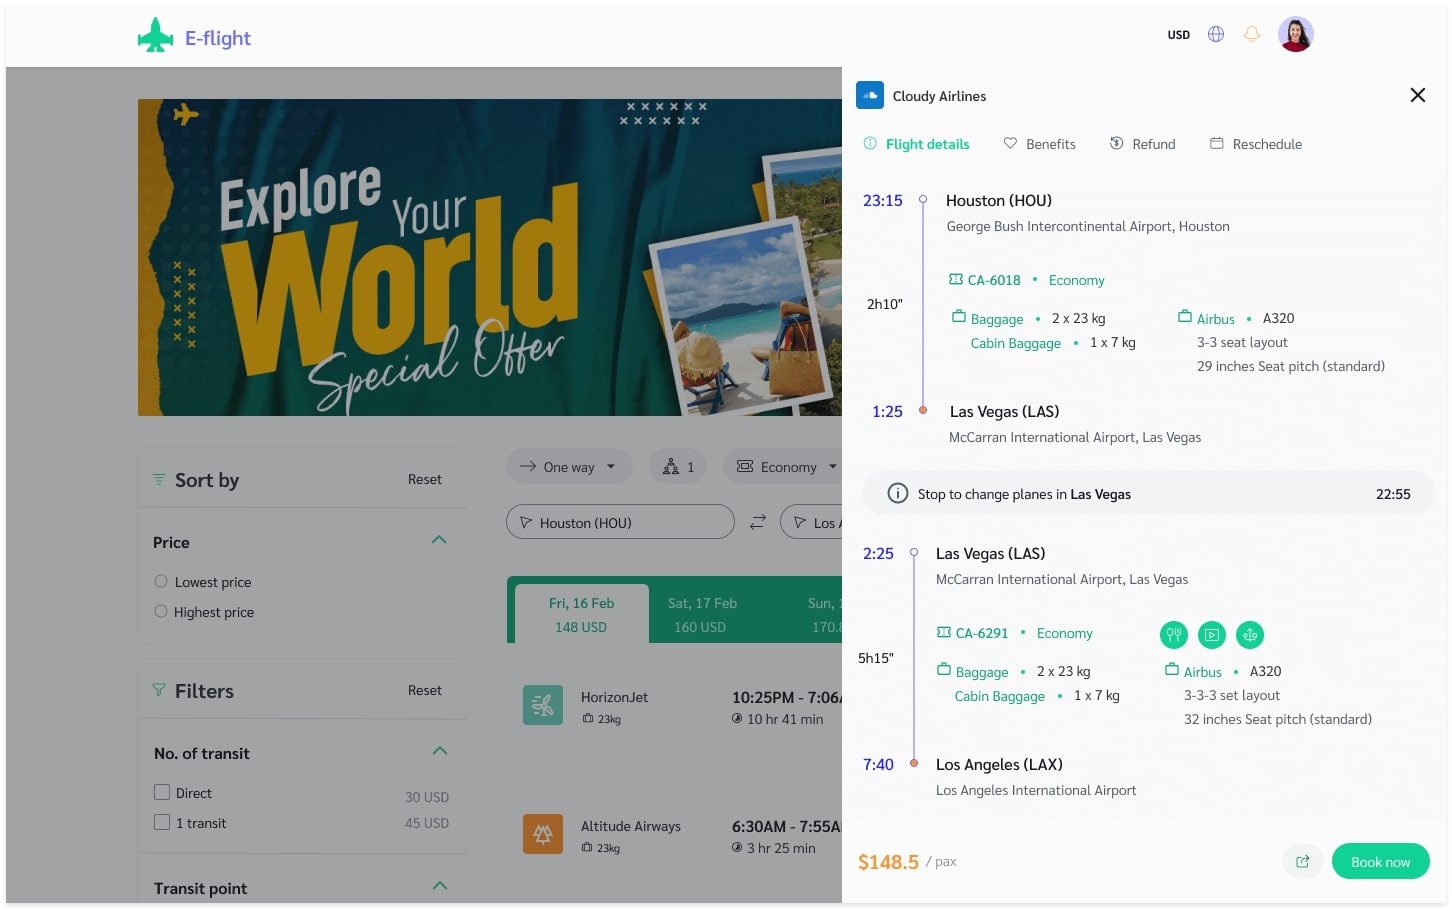 E-flight
USD
Explore
Your
World
Special Offer
Sort by
Reset
Price
Lowest price
Highest price
Filters
Reset
No. of transit
Direct
30 USD
1 transit
45 USD
Transit point
One way
1
Economy
Houston (HOU)
Los
Fri, 16 Feb
148 USD
Sat, 17 Feb
160 USD
Sun,
170.8
HorizonJet
23kg
10:25PM - 7:06A
10 hr 41 min
Altitude Airways
23kg
6:30AM - 7:55A
3 hr 25 min
Cloudy Airlines
Flight details
Benefits
Refund
Reschedule
23:15
Houston (HOU)
George Bush Intercontinental Airport, Houston
2h10"
CA-6018 • Economy
Baggage • 2 x 23 kg
Cabin Baggage • 1 x 7 kg
Airbus • A320
3-3 seat layout
29 inches Seat pitch (standard)
1:25
Las Vegas (LAS)
McCarran International Airport, Las Vegas
Stop to change planes in Las Vegas
22:55
2:25
Las Vegas (LAS)
McCarran International Airport, Las Vegas
5h15"
CA-6291 • Economy
Baggage • 2 x 23 kg
Cabin Baggage • 1 x 7 kg
Airbus • A320
3-3-3 set layout
32 inches Seat pitch (standard)
7:40
Los Angeles (LAX)
Los Angeles International Airport
$148.5 / pax
Book now